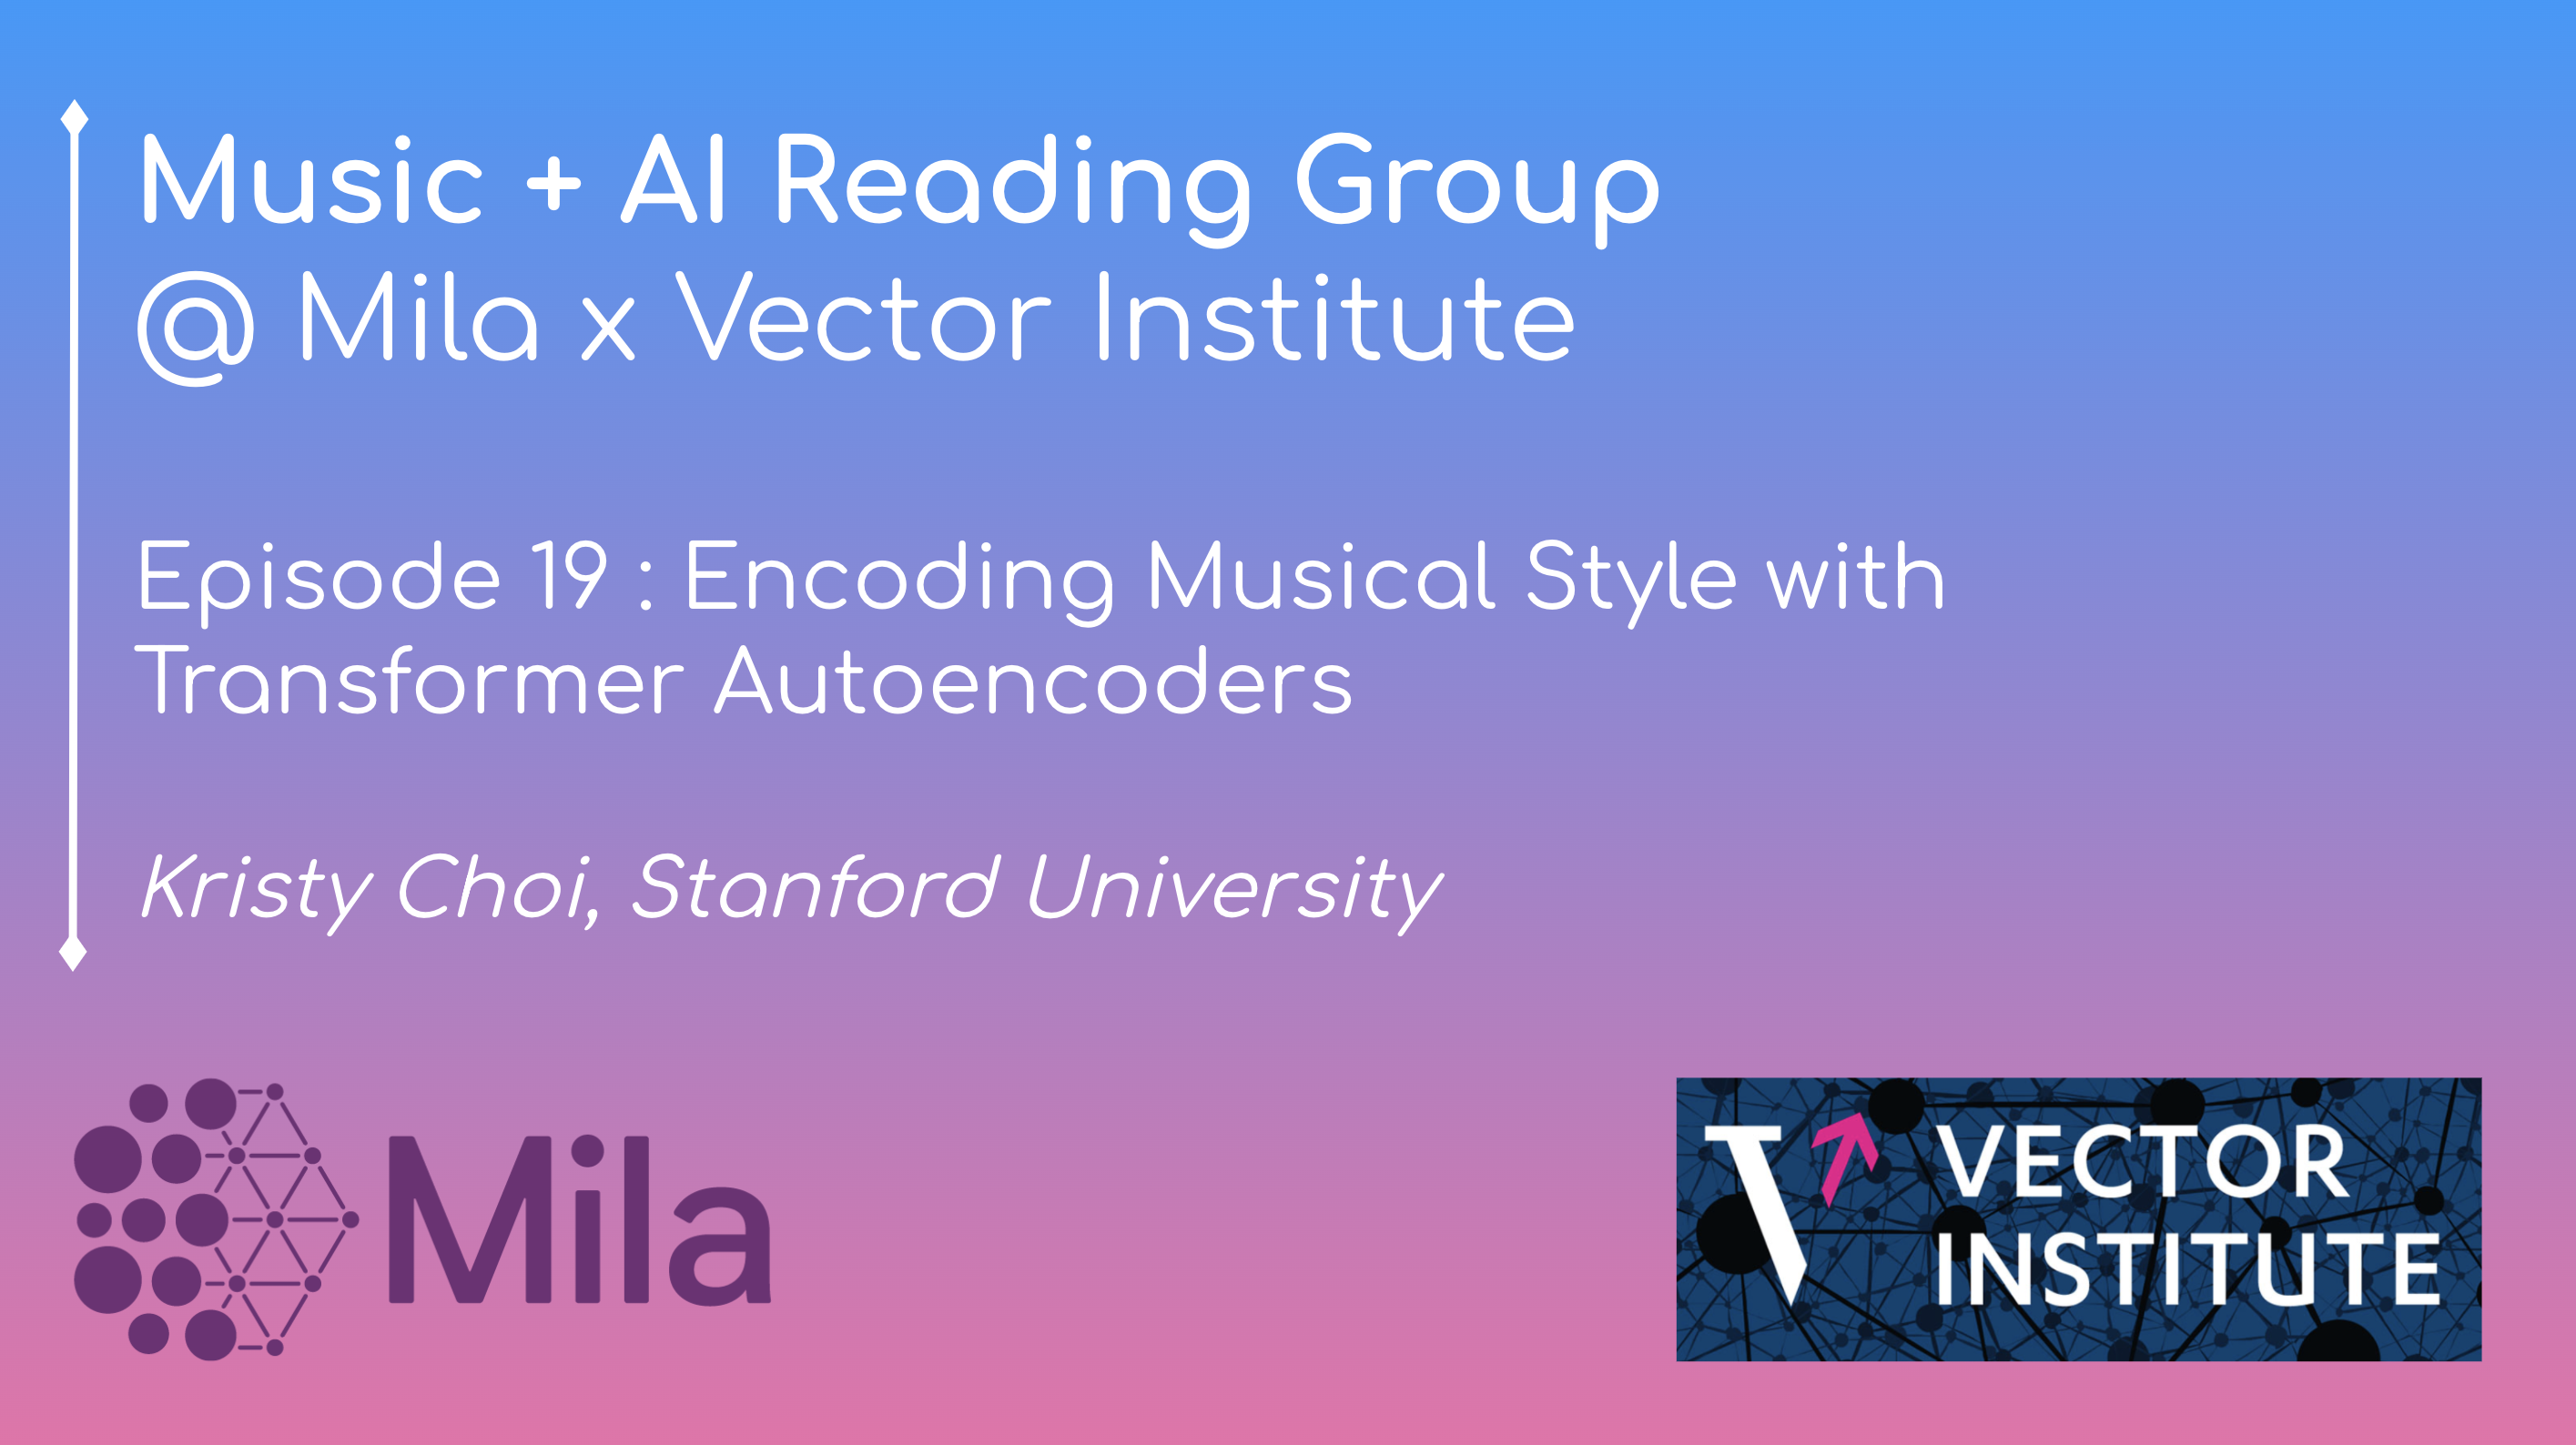 Music + AI Reading Group
@ Mila x Vector Institute
Episode 19 : Encoding Musical Style with
Transformer Autoencoders
Kristy Choi, Stanford University
Mila
VECTOR
INSTITUTE